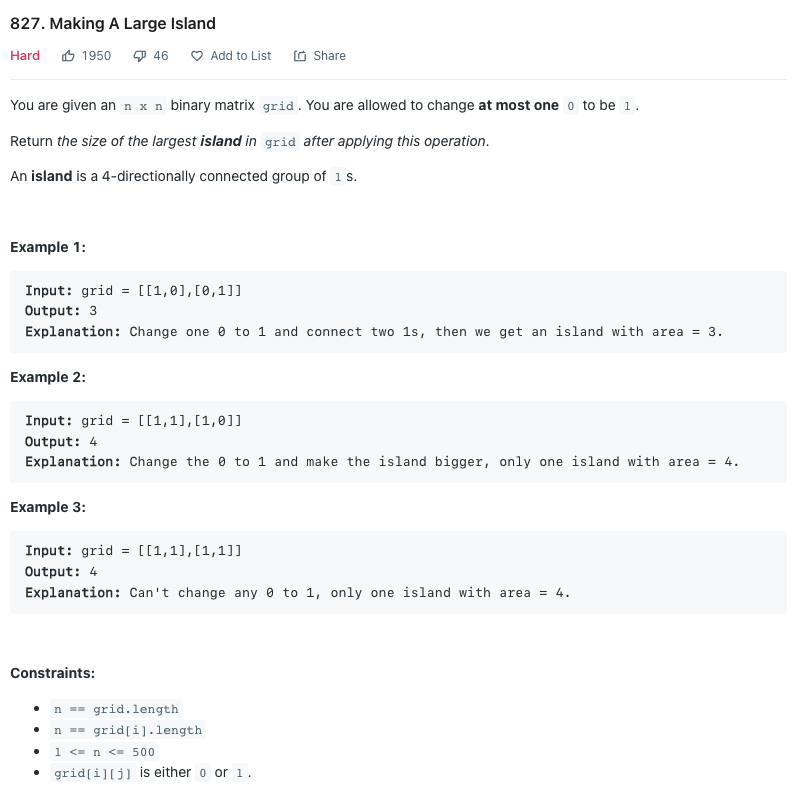 827. Making A Large Island
Hard 1950 46 Add to List Share
You are given an n x n binary matrix grid. You are allowed to change at most one 0 to be 1.
Return the size of the largest island in grid after applying this operation.
An island is a 4-directionally connected group of 1s.
Example 1:
Input: grid = [[1,0],[0,1]]
Output: 3
Explanation: Change one 0 to 1 and connect two 1s, then we get an island with area = 3.
Example 2:
Input: grid = [[1,1],[1,0]]
Output: 4
Explanation: Change the 0 to 1 and make the island bigger, only one island with area = 4.
Example 3:
Input: grid = [[1,1],[1,1]]
Output: 4
Explanation: Can't change any 0 to 1, only one island with area = 4.
Constraints:
• n == grid.length
• n == grid[i].length
• 1 <= n <= 500
• grid[i][j] is either 0 or 1.